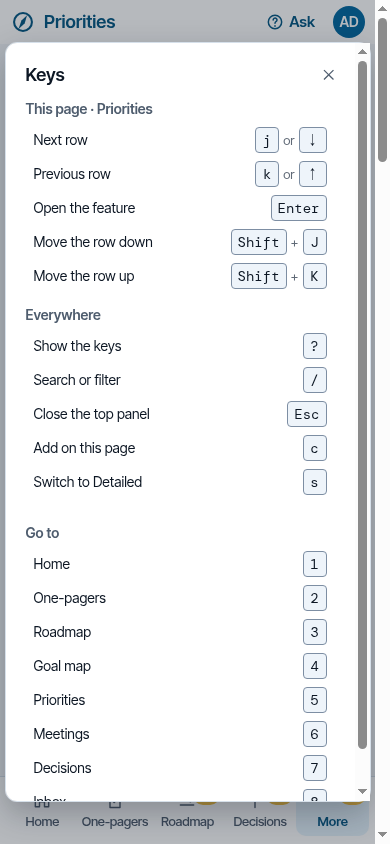 Priorities
Ask
AD
Keys
This page · Priorities
Next row j or ↓
Previous row k or ↑
Open the feature Enter
Move the row down Shift + J
Move the row up Shift + K
Everywhere
Show the keys ?
Search or filter /
Close the top panel Esc
Add on this page c
Switch to Detailed s
Go to
Home 1
One-pagers 2
Roadmap 3
Goal map 4
Priorities 5
Meetings 6
Decisions 7
Inbox 8
Home One-pagers Roadmap Decisions More